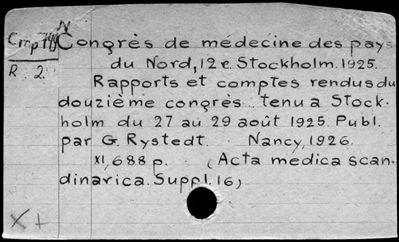 N
Congrès de médecine des pays
du Nord, 12e. Stockholm. 1925.
R. 2.
Rapports et comptes rendus du
douzième congrès.. tenu a Stock-
holm du 27 au 29 août 1925. Publ.
par G. Rystedt. Nancy, 1926.
XI, 688 p. (Acta medica scan-
dinavica. Suppl. 16)
X+